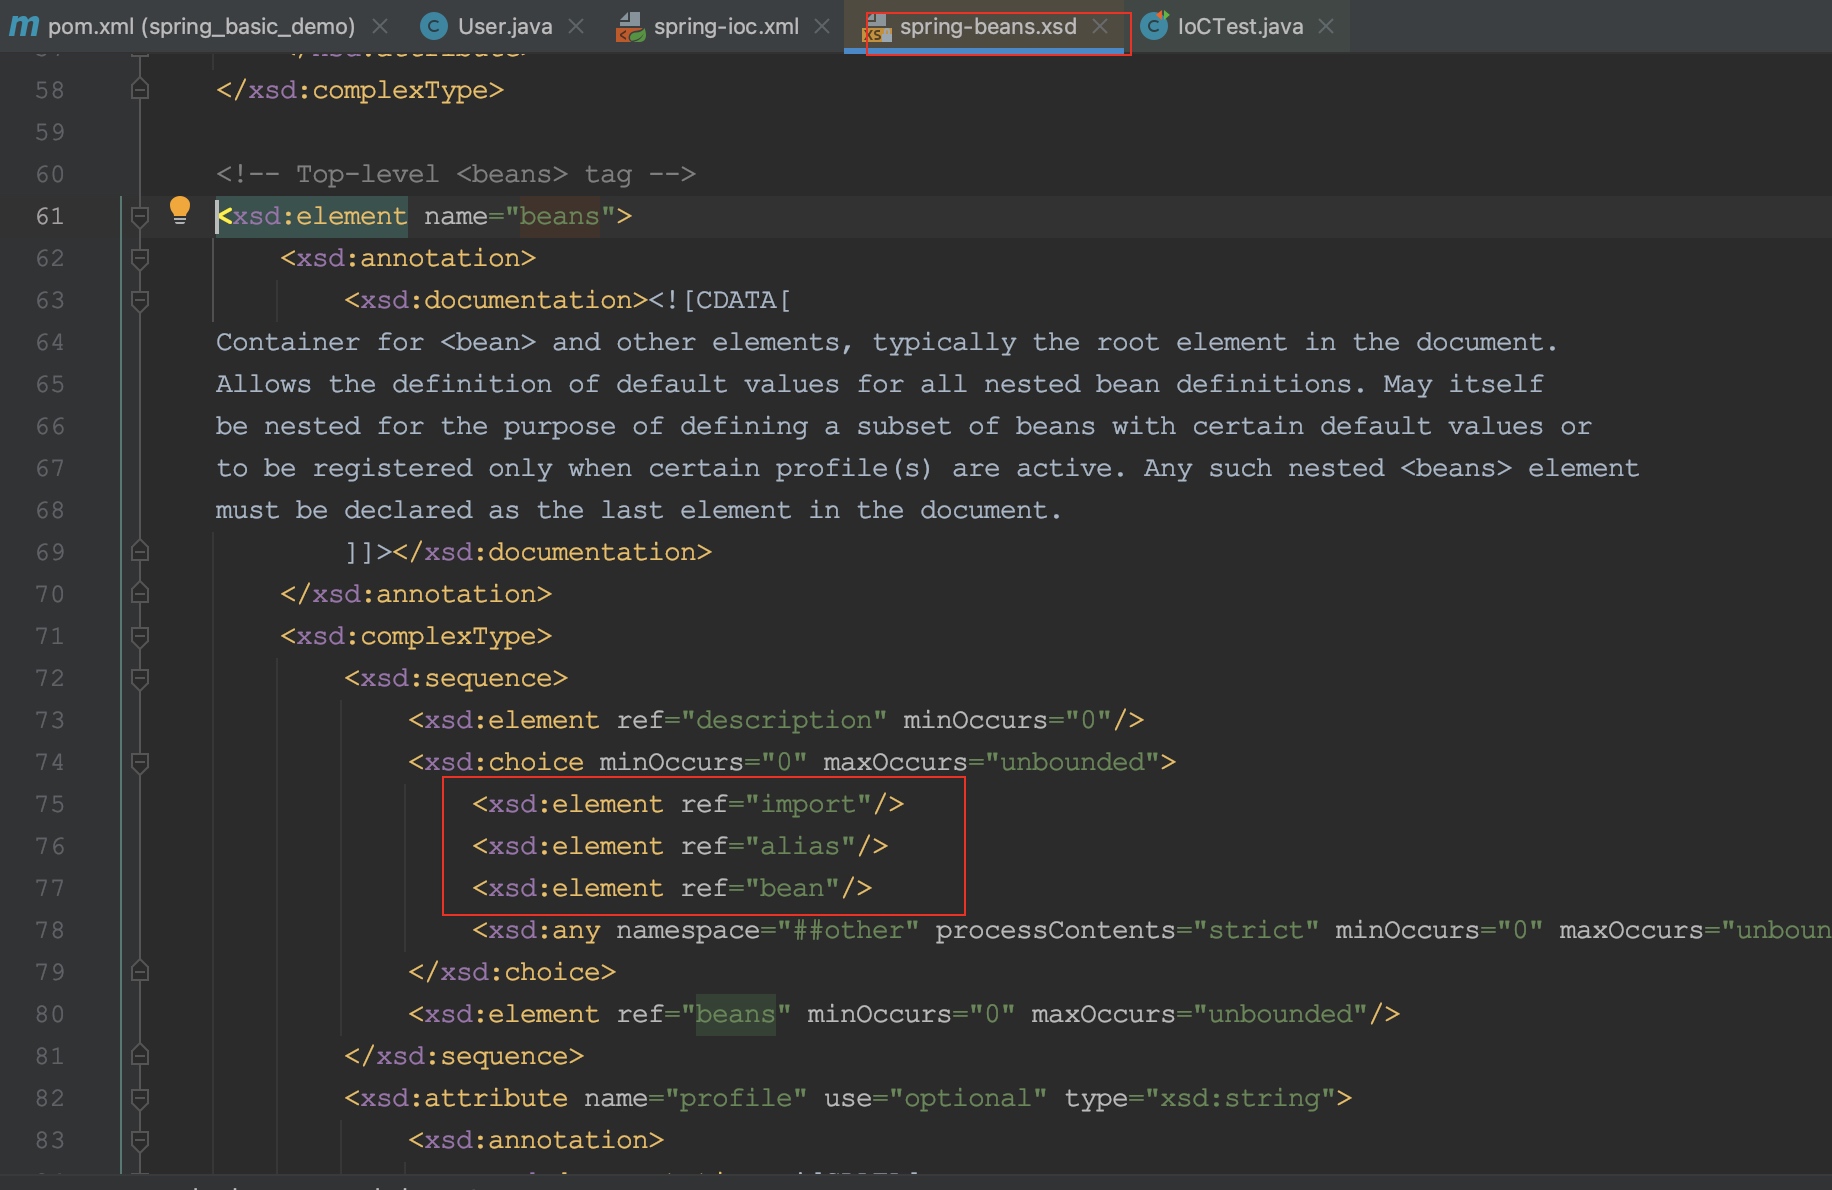 m pom.xml (spring_basic_demo) × C User.java × spring-ioc.xml × XS spring-beans.xsd × C IoCTest.java ×
58 </xsd:complexType>
59
60 <!-- Top-level <beans> tag -->
61 <xsd:element name="beans">
62 <xsd:annotation>
63 <xsd:documentation><![CDATA[
64 Container for <bean> and other elements, typically the root element in the document.
65 Allows the definition of default values for all nested bean definitions. May itself
66 be nested for the purpose of defining a subset of beans with certain default values or
67 to be registered only when certain profile(s) are active. Any such nested <beans> element
68 must be declared as the last element in the document.
69 ]]></xsd:documentation>
70 </xsd:annotation>
71 <xsd:complexType>
72 <xsd:sequence>
73 <xsd:element ref="description" minOccurs="0"/>
74 <xsd:choice minOccurs="0" maxOccurs="unbounded">
75 <xsd:element ref="import"/>
76 <xsd:element ref="alias"/>
77 <xsd:element ref="bean"/>
78 <xsd:any namespace="##other" processContents="strict" minOccurs="0" maxOccurs="unboun
79 </xsd:choice>
80 <xsd:element ref="beans" minOccurs="0" maxOccurs="unbounded"/>
81 </xsd:sequence>
82 <xsd:attribute name="profile" use="optional" type="xsd:string">
83 <xsd:annotation>